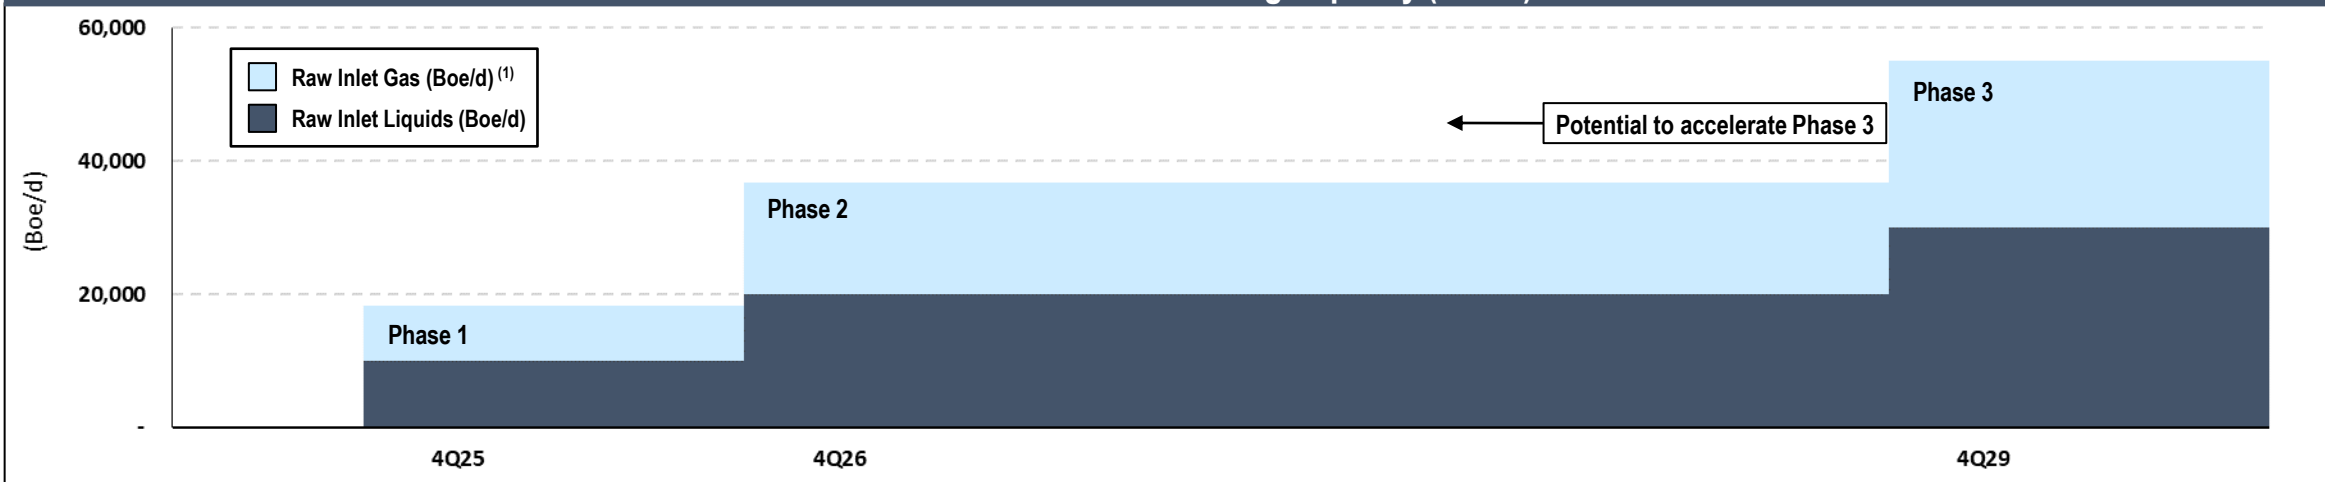 60,000
Raw Inlet Gas (Boe/d) (1)
Raw Inlet Liquids (Boe/d)
Phase 3
Potential to accelerate Phase 3
40,000
(Boe/d)
Phase 2
20,000
Phase 1
-
4Q25
4Q26
4Q29